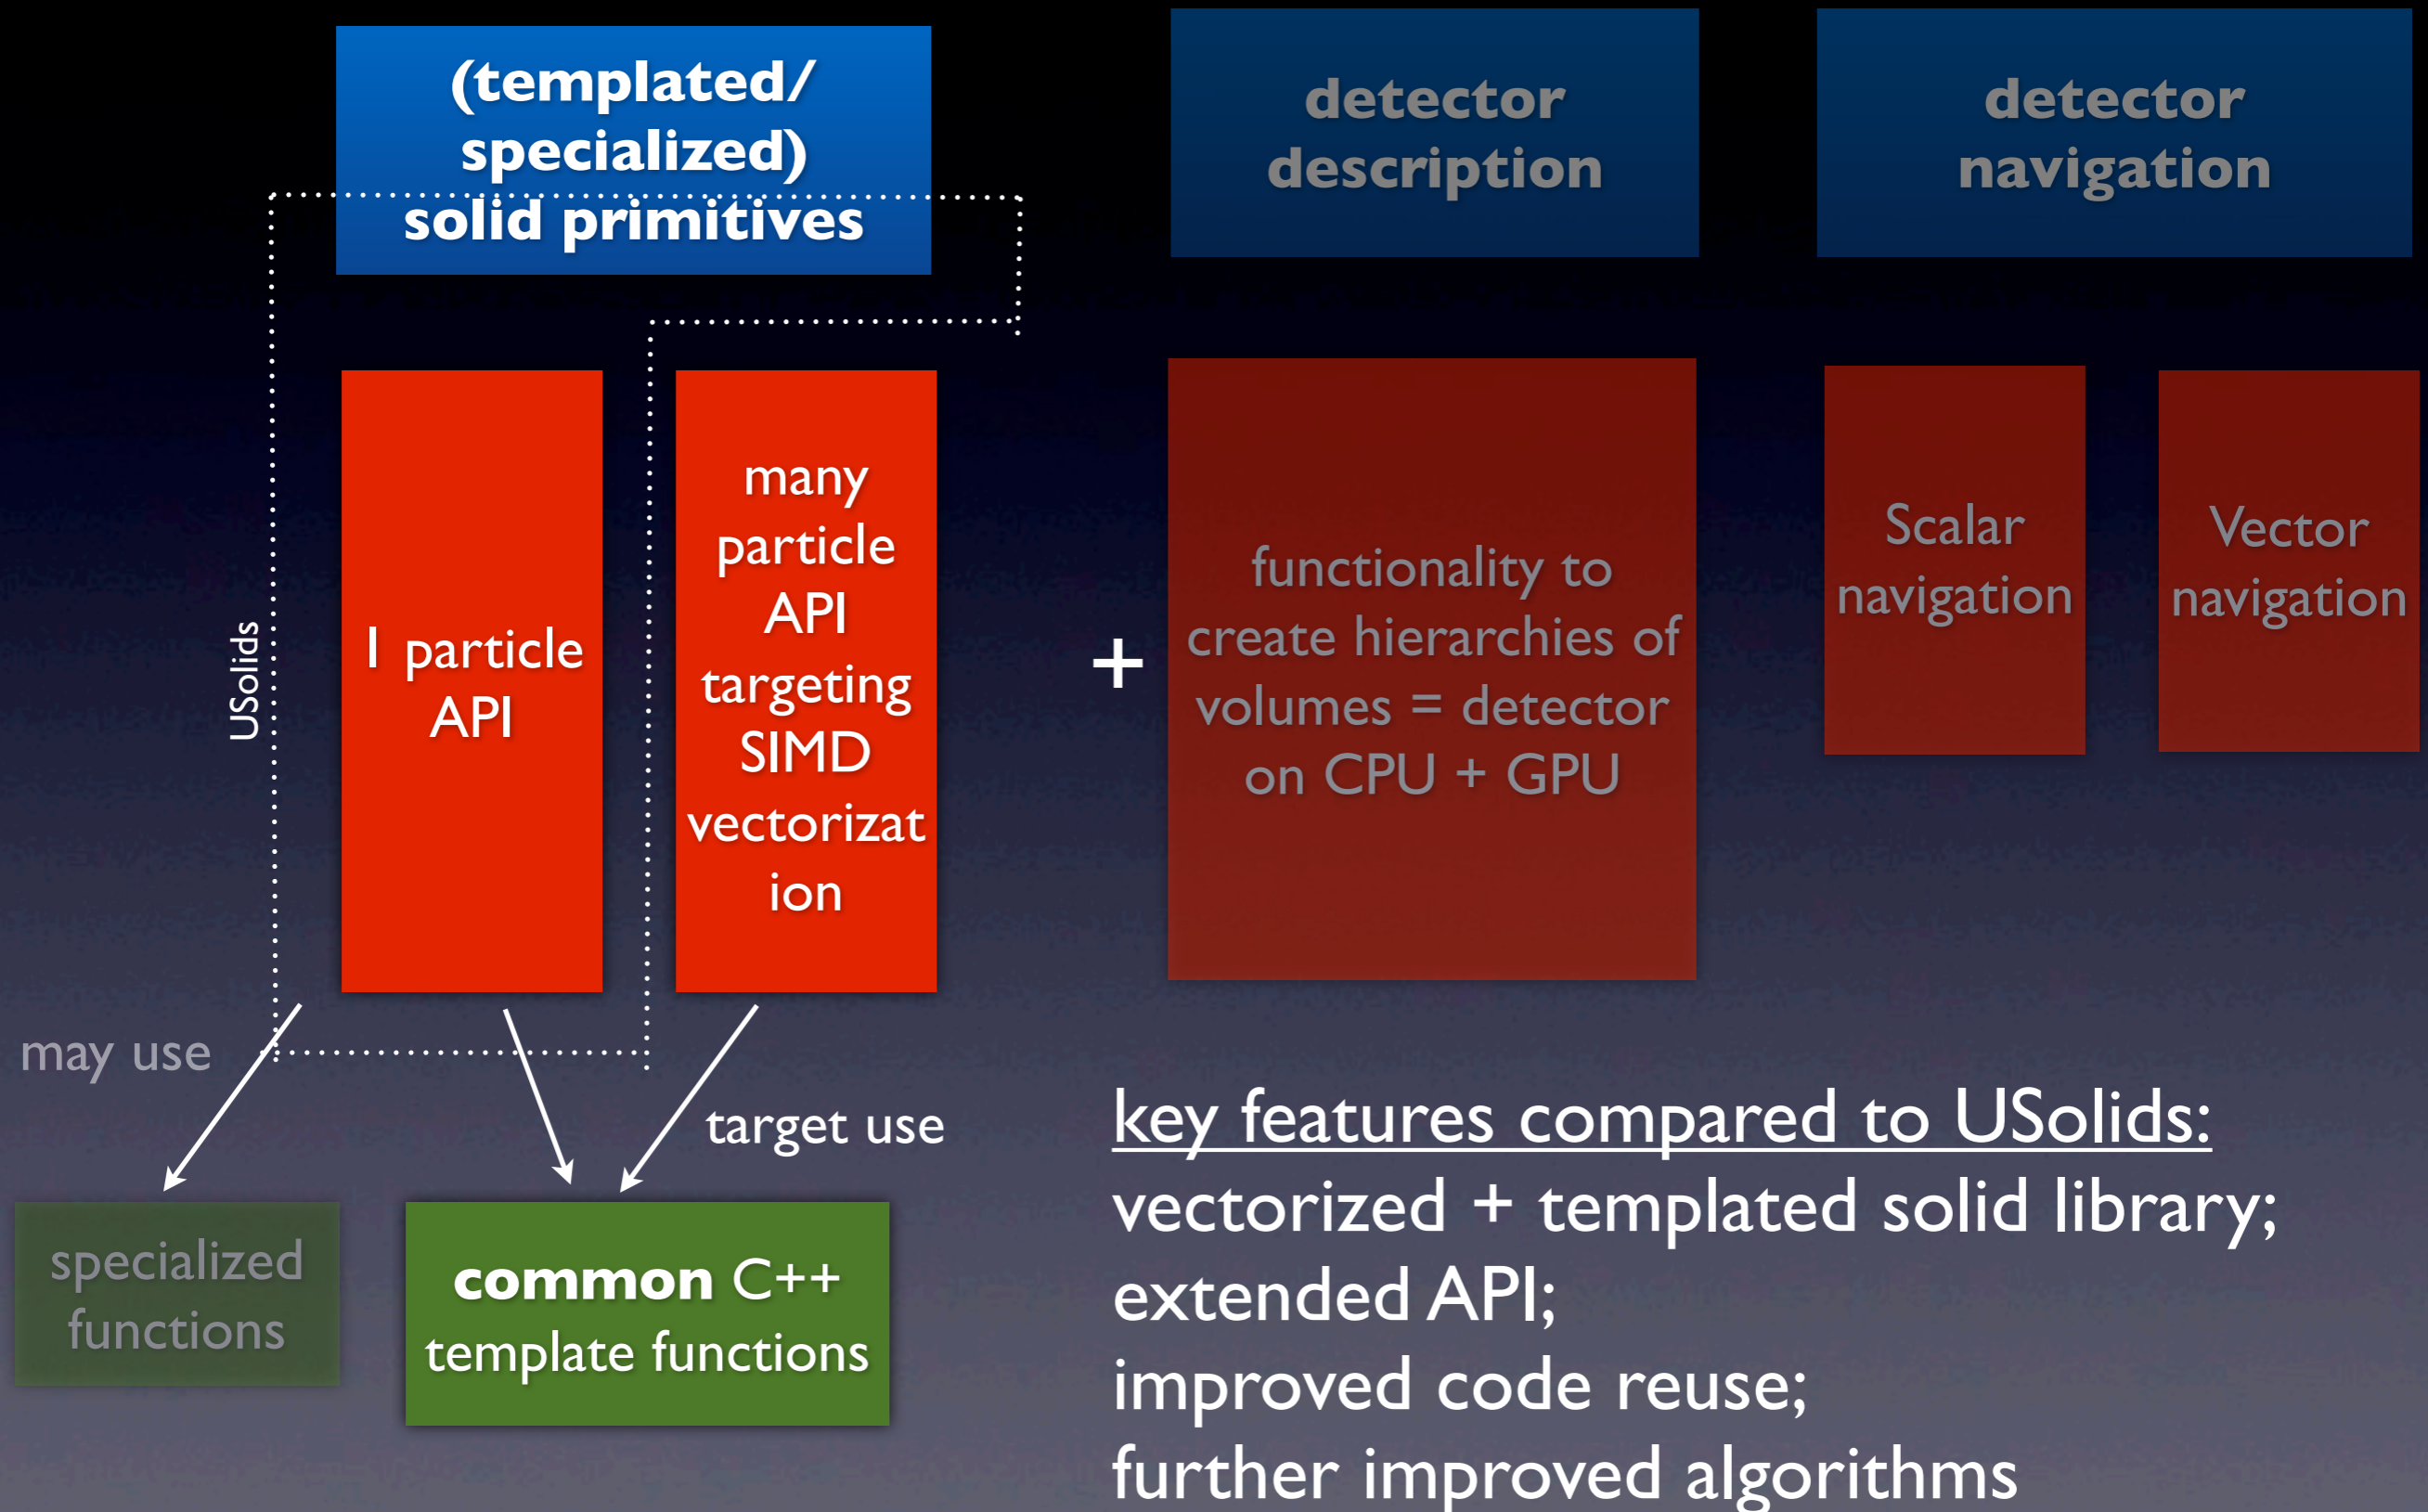 (templated/
specialized)
solid primitives
detector
description
detector
navigation
USolids
1 particle
API
many
particle
API
targeting
SIMD
vectorizat
ion
+
functionality to
create hierarchies of
volumes = detector
on CPU + GPU
Scalar
navigation
Vector
navigation
may use
target use
specialized
functions
common C++
template functions
key features compared to USolids:
vectorized + templated solid library;
extended API;
improved code reuse;
further improved algorithms